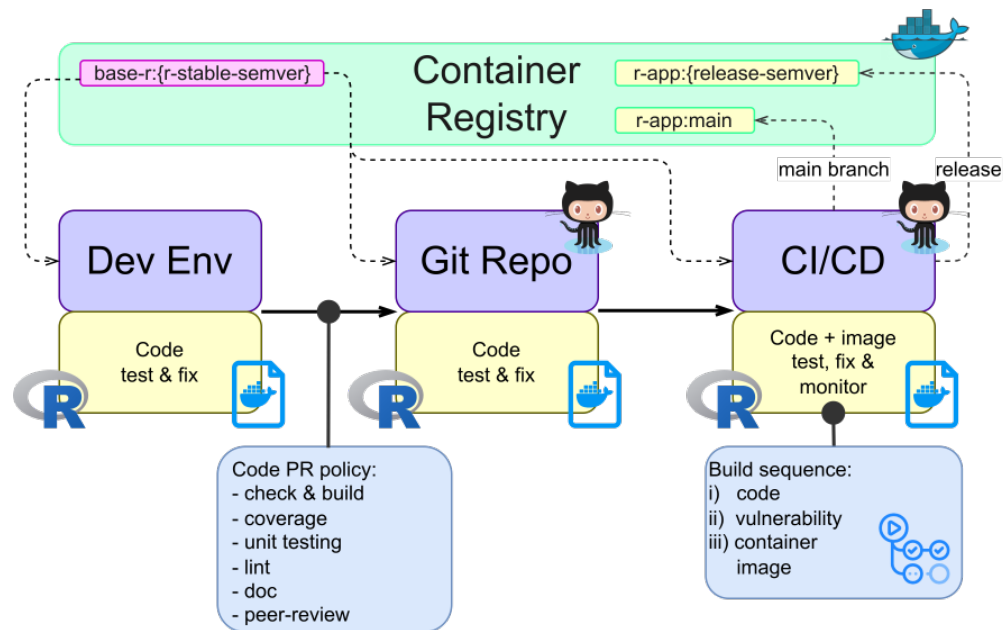 base-r:{r-stable-semver}
Container
Registry
r-app:{release-semver}
r-app:main
main branch
release
Dev Env
Git Repo
CI/CD
Code
test & fix
R
Code
test & fix
R
Code + image
test, fix &
monitor
R
Code PR policy:
- check & build
- coverage
- unit testing
- lint
- doc
- peer-review
Build sequence:
i) code
ii) vulnerability
iii) container
image